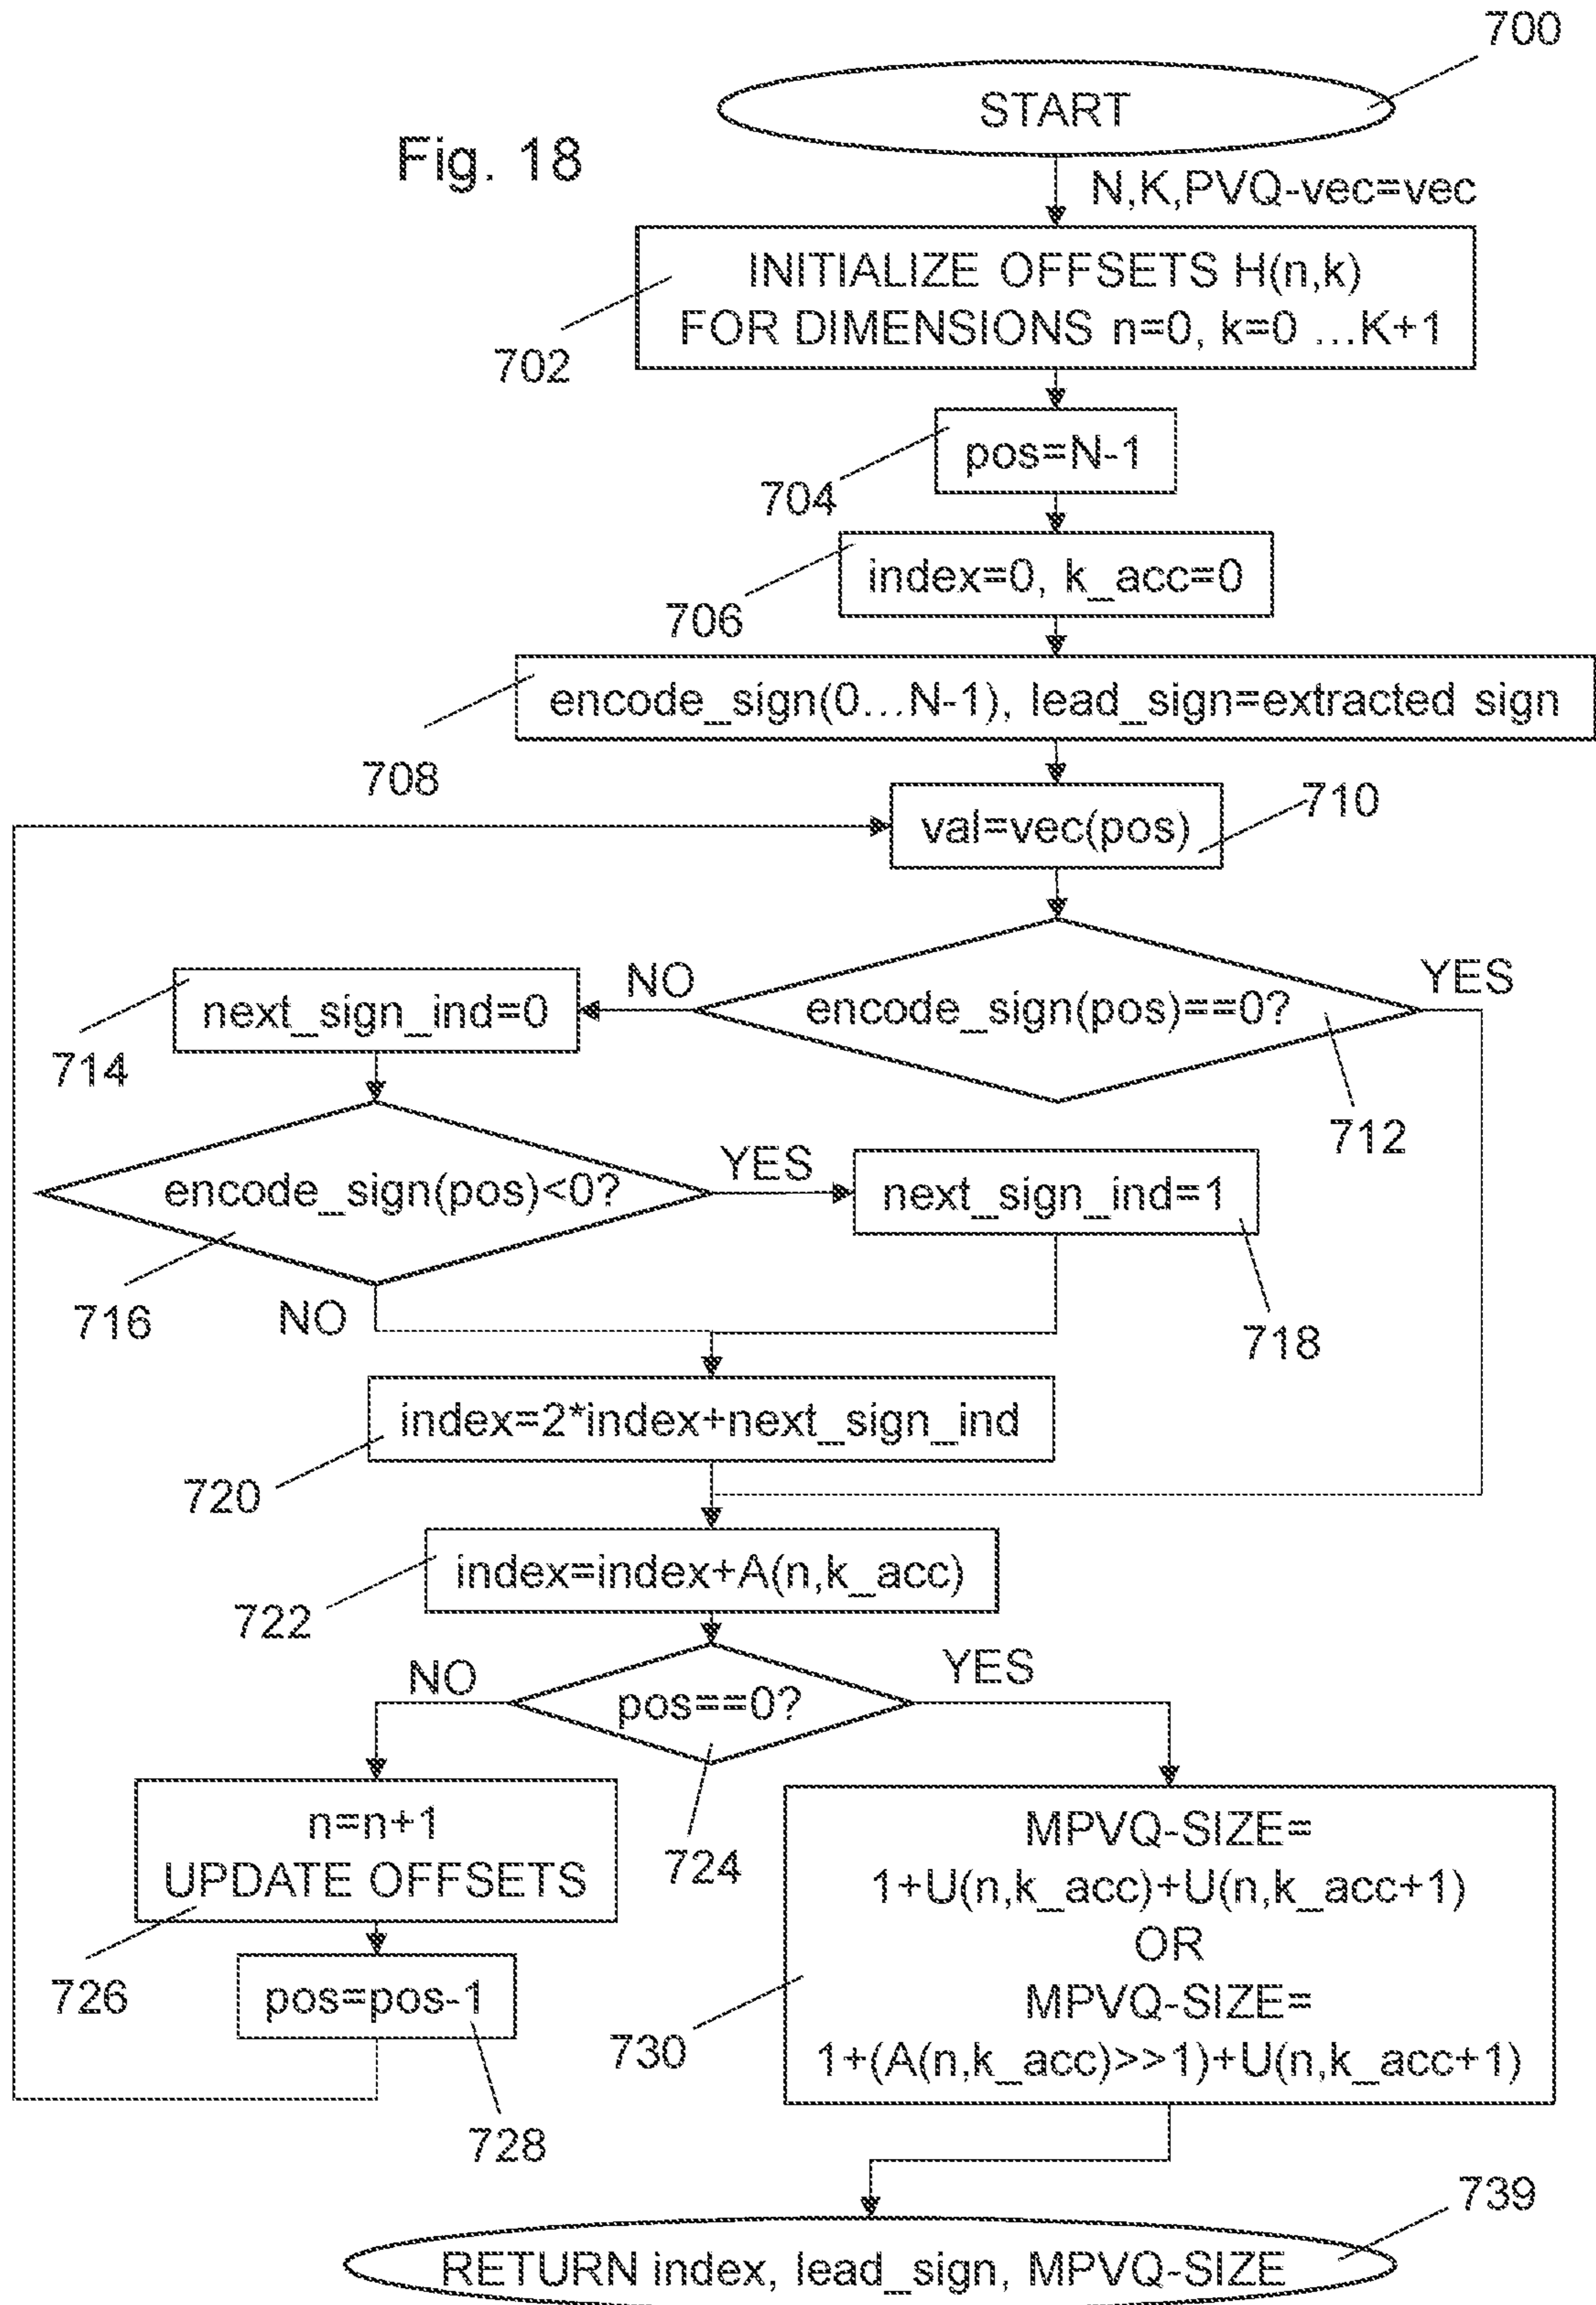 700
START
Fig. 18
N,K,PVQ-vec=vec
INITIALIZE OFFSETS H(n,k)
FOR DIMENSIONS n=0, k=0 ...K+1
702
pos=N-1
704
index=0, k_acc=0
706
encode_sign(0...N-1), lead_sign=extracted sign
708
710
val=vec(pos)
NO
YES
next_sign_ind=0
encode_sign(pos)==0?
714
712
YES
encode_sign(pos)<0?
next_sign_ind=1
716
NO
718
index=2*index+next_sign_ind
720
index=index+A(n,k_acc)
722
NO
YES
pos==0?
n=n+1
UPDATE OFFSETS
724
MPVQ-SIZE=
1+U(n,k_acc)+U(n,k_acc+1)
OR
MPVQ-SIZE=
1+(A(n,k_acc)>>1)+U(n,k_acc+1)
726
pos=pos-1
730
728
739
RETURN index, lead_sign, MPVQ-SIZE